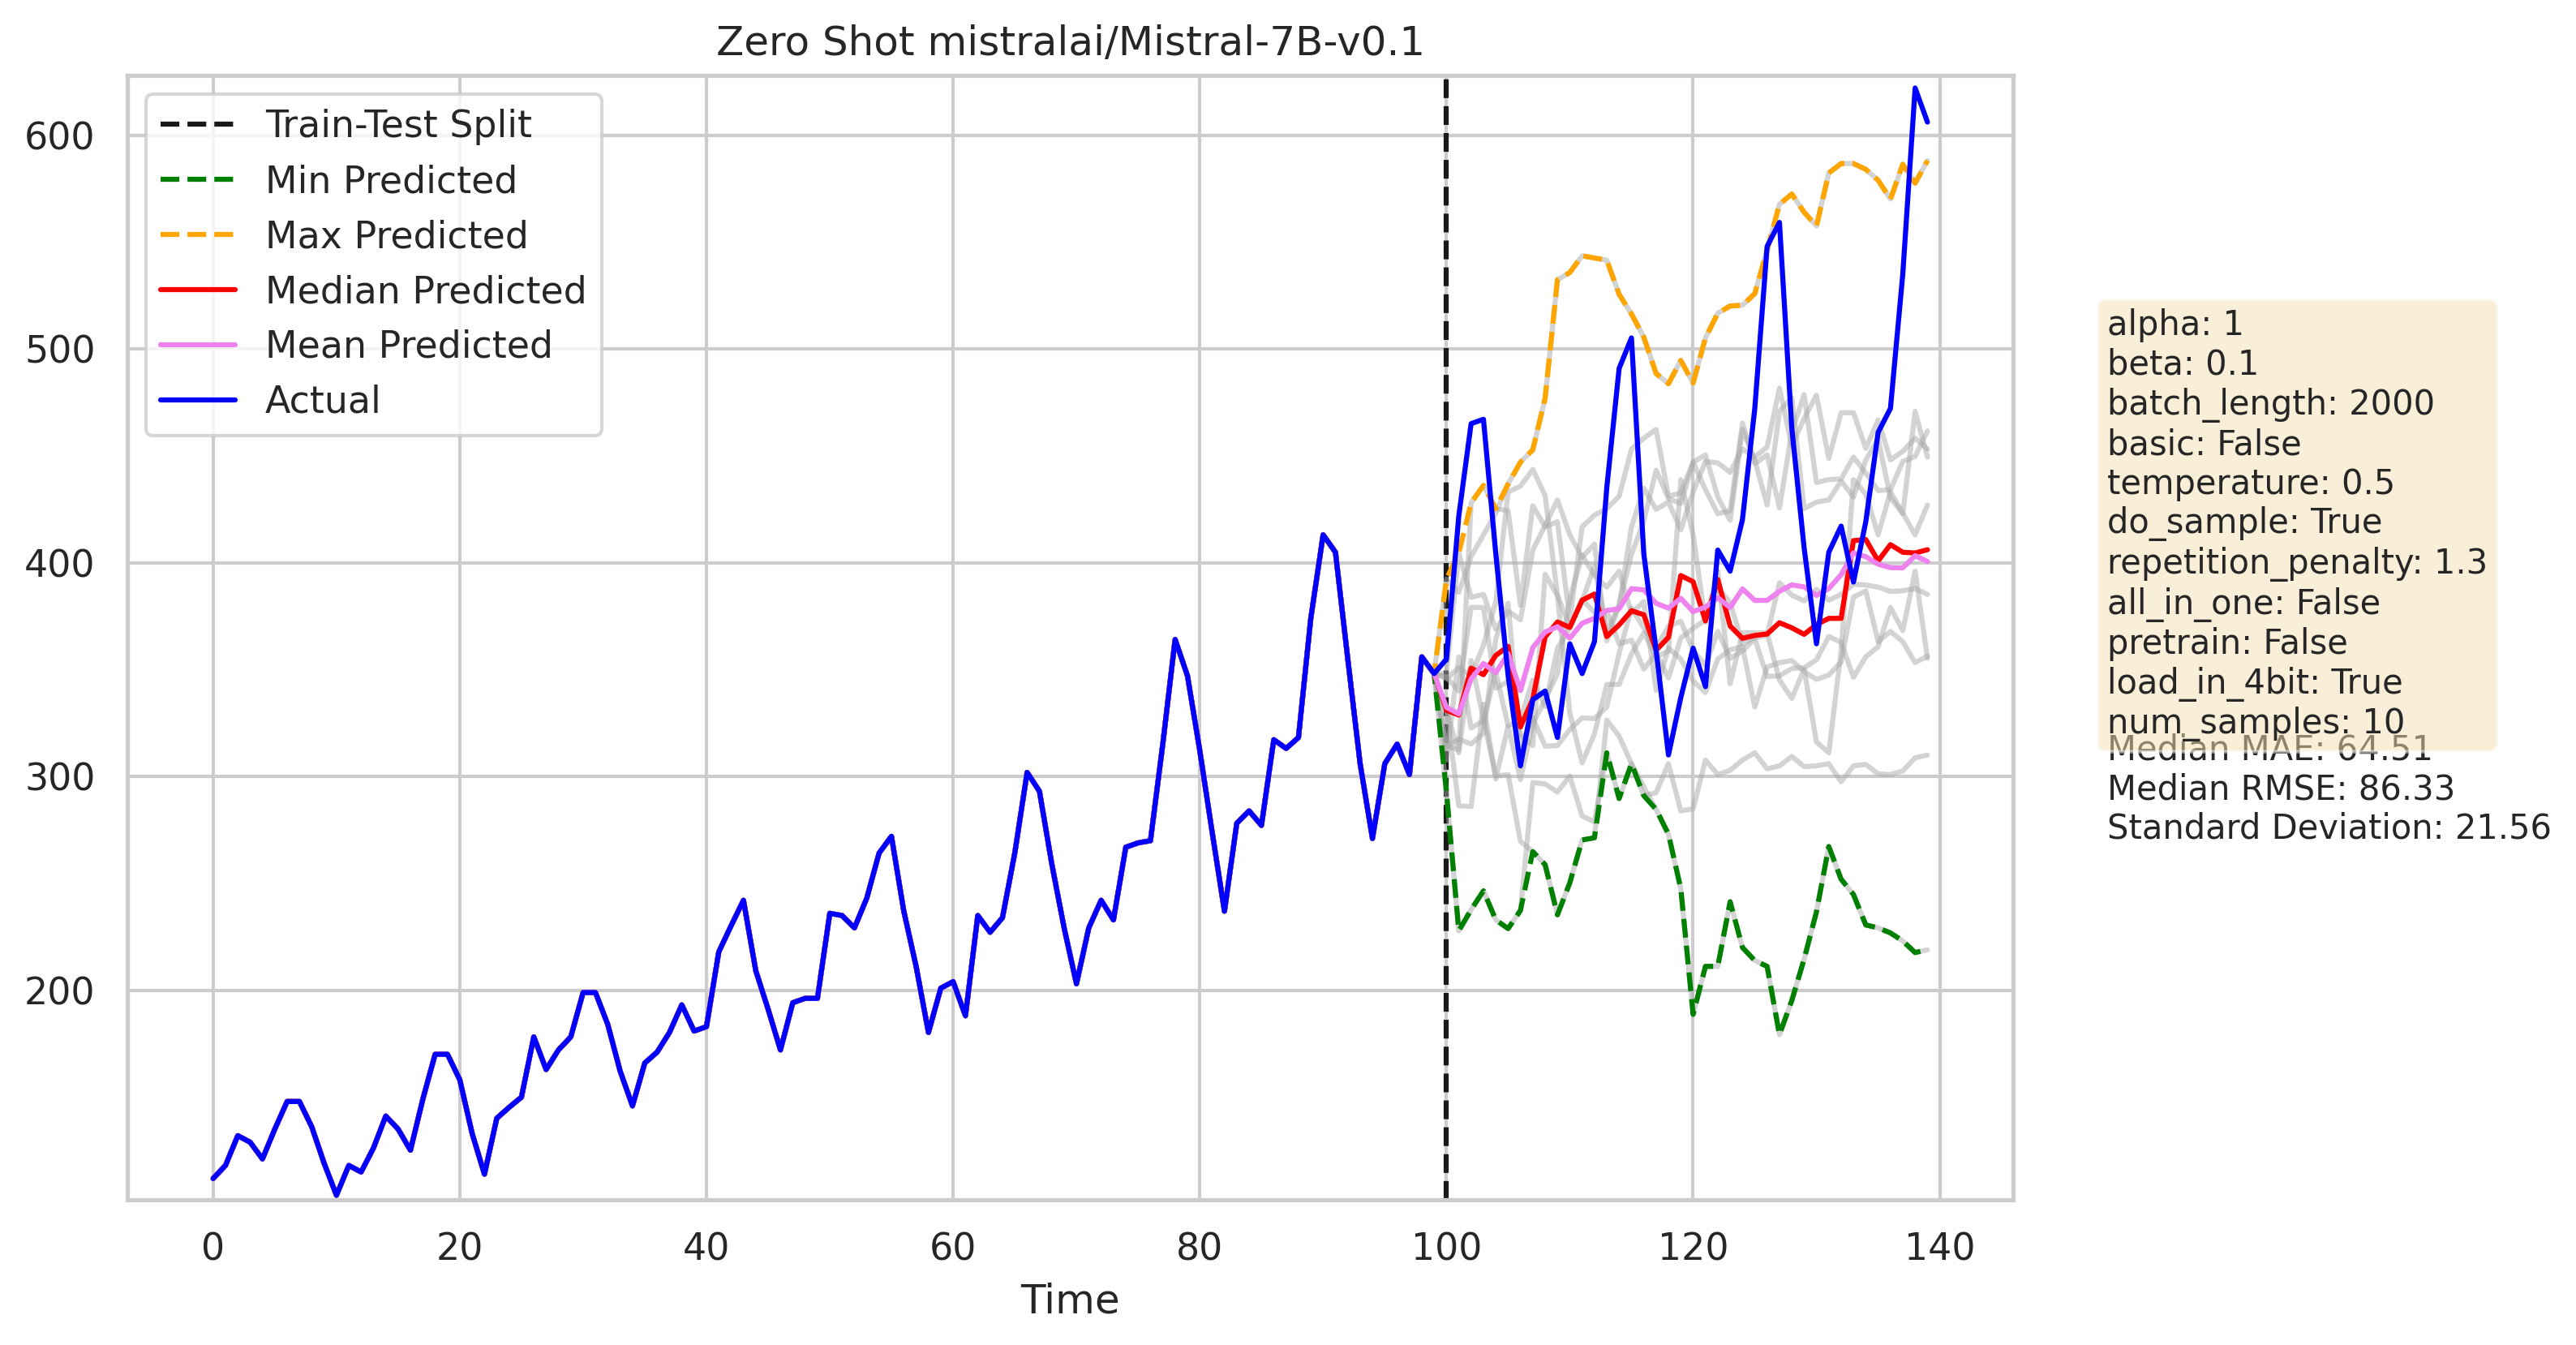 Zero Shot mistralai/Mistral-7B-v0.1
Train-Test Split
Min Predicted
Max Predicted
Median Predicted
Mean Predicted
Actual
600
500
400
300
200
0
20
40
60
80
100
120
140
Time
alpha: 1
beta: 0.1
batch_length: 2000
basic: False
temperature: 0.5
do_sample: True
repetition_penalty: 1.3
all_in_one: False
pretrain: False
load_in_4bit: True
num_samples: 10
Median MAE: 64.51
Median RMSE: 86.33
Standard Deviation: 21.56